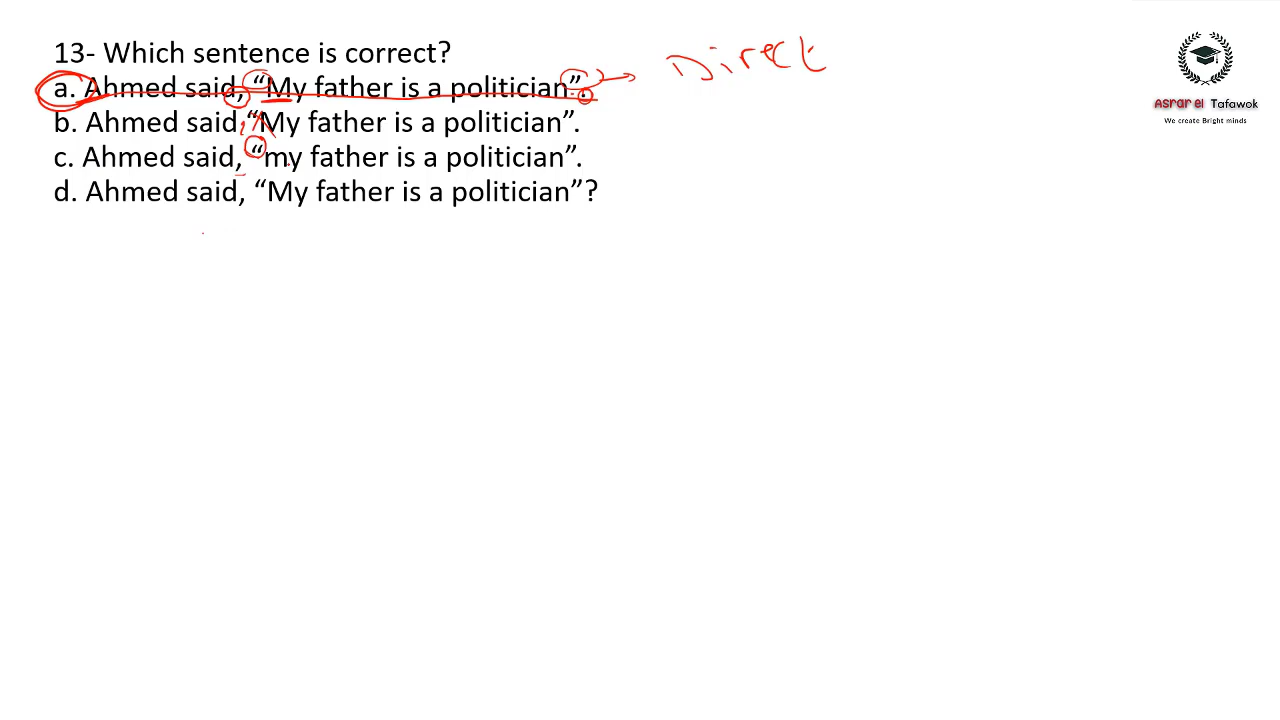 13- Which sentence is correct?
a. Ahmed said, “My father is a politician”.
Direct
b. Ahmed said,“My father is a politician”.
c. Ahmed said, “my father is a politician”.
d. Ahmed said, “My father is a politician”?
Asrar el Tafawok
We create Bright minds